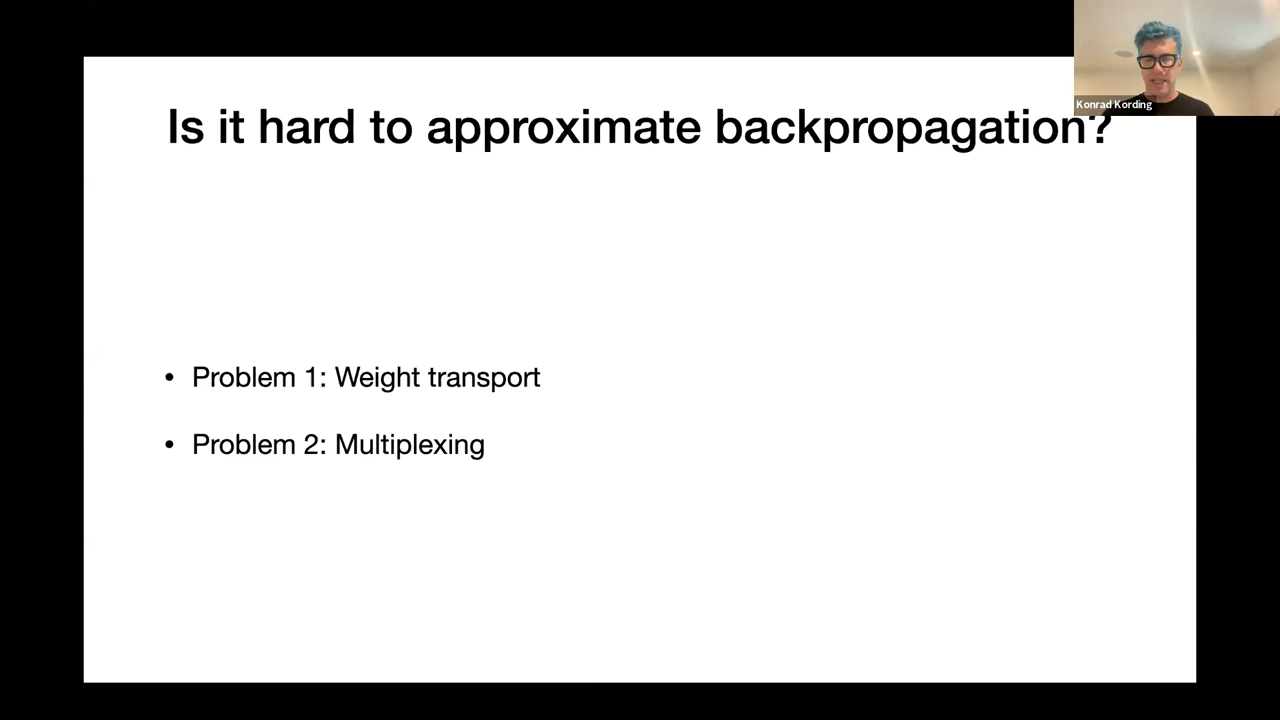 Konrad Kording
Is it hard to approximate backpropagation?
• Problem 1: Weight transport
• Problem 2: Multiplexing